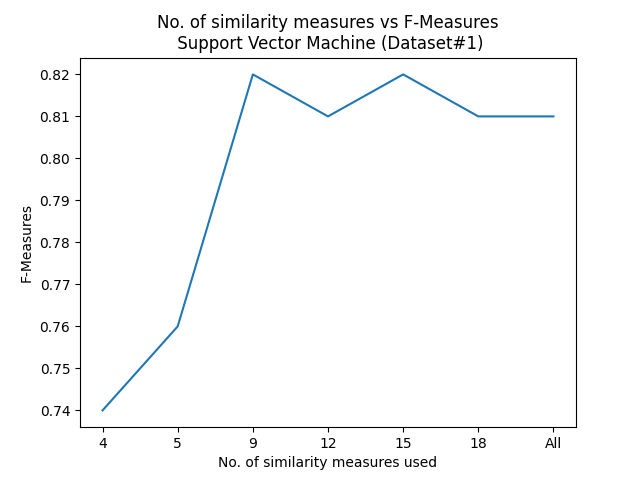 No. of similarity measures vs F-Measures
Support Vector Machine (Dataset#1)
0.82
0.81
0.80
0.79
0.78
0.77
0.76
0.75
0.74
F-Measures
4 5 9 12 15 18 All
No. of similarity measures used